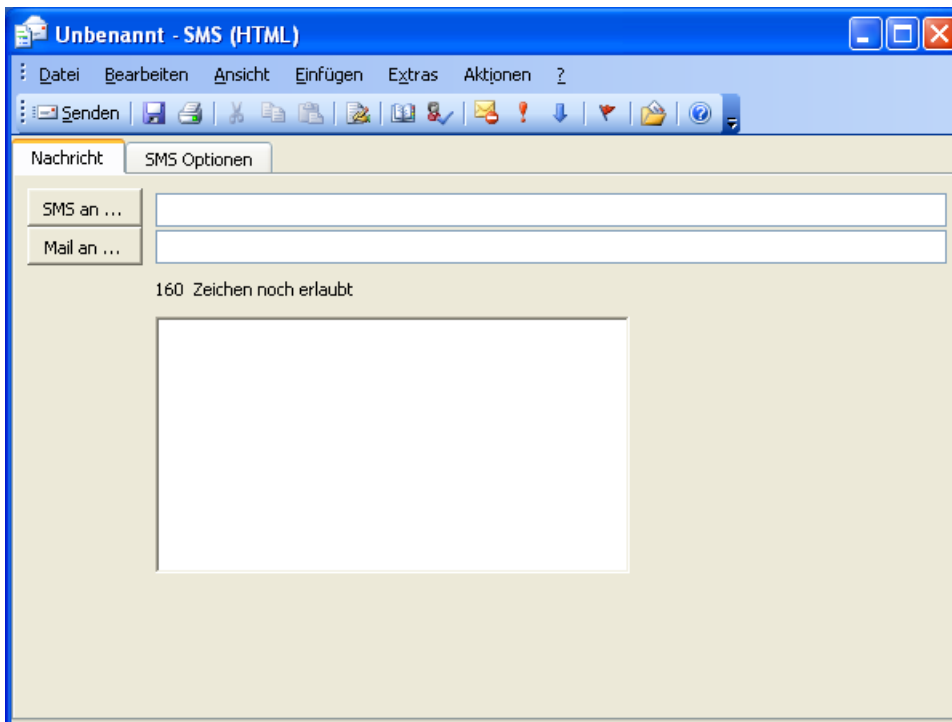 Unbenannt - SMS (HTML)
Datei Bearbeiten Ansicht Einfügen Extras Aktionen ?
Senden
Nachricht SMS Optionen
SMS an ...
Mail an ...
160 Zeichen noch erlaubt